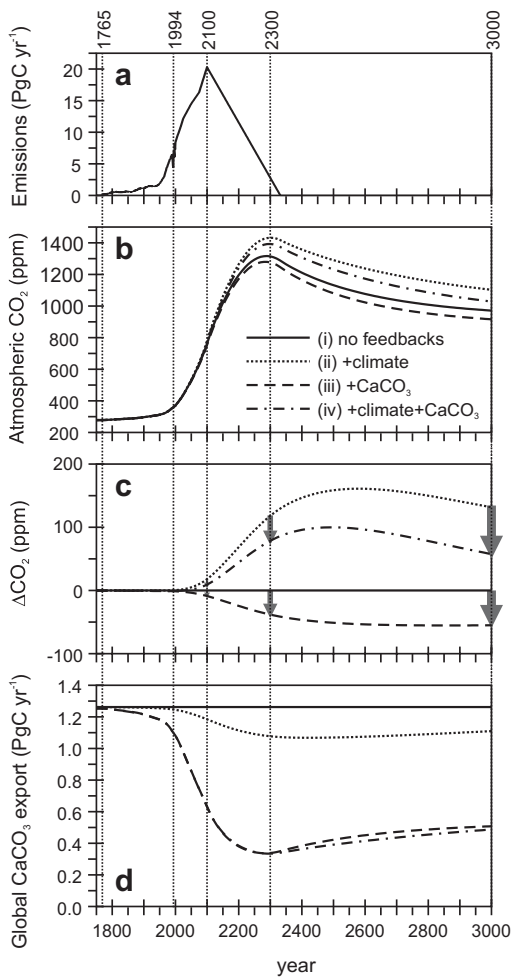 1765
1994
2100
2300
3000
a
Emissions (PgC yr⁻¹)
20
15
10
5
0
b
Atmospheric CO₂ (ppm)
1400
1200
1000
800
600
400
200
(i) no feedbacks
(ii) +climate
(iii) +CaCO₃
(iv) +climate+CaCO₃
c
ΔCO₂ (ppm)
200
100
0
-100
d
Global CaCO₃ export (PgC yr⁻¹)
1.4
1.2
1.0
0.8
0.6
0.4
0.2
0.0
1800 2000 2200 2400 2600 2800 3000
year